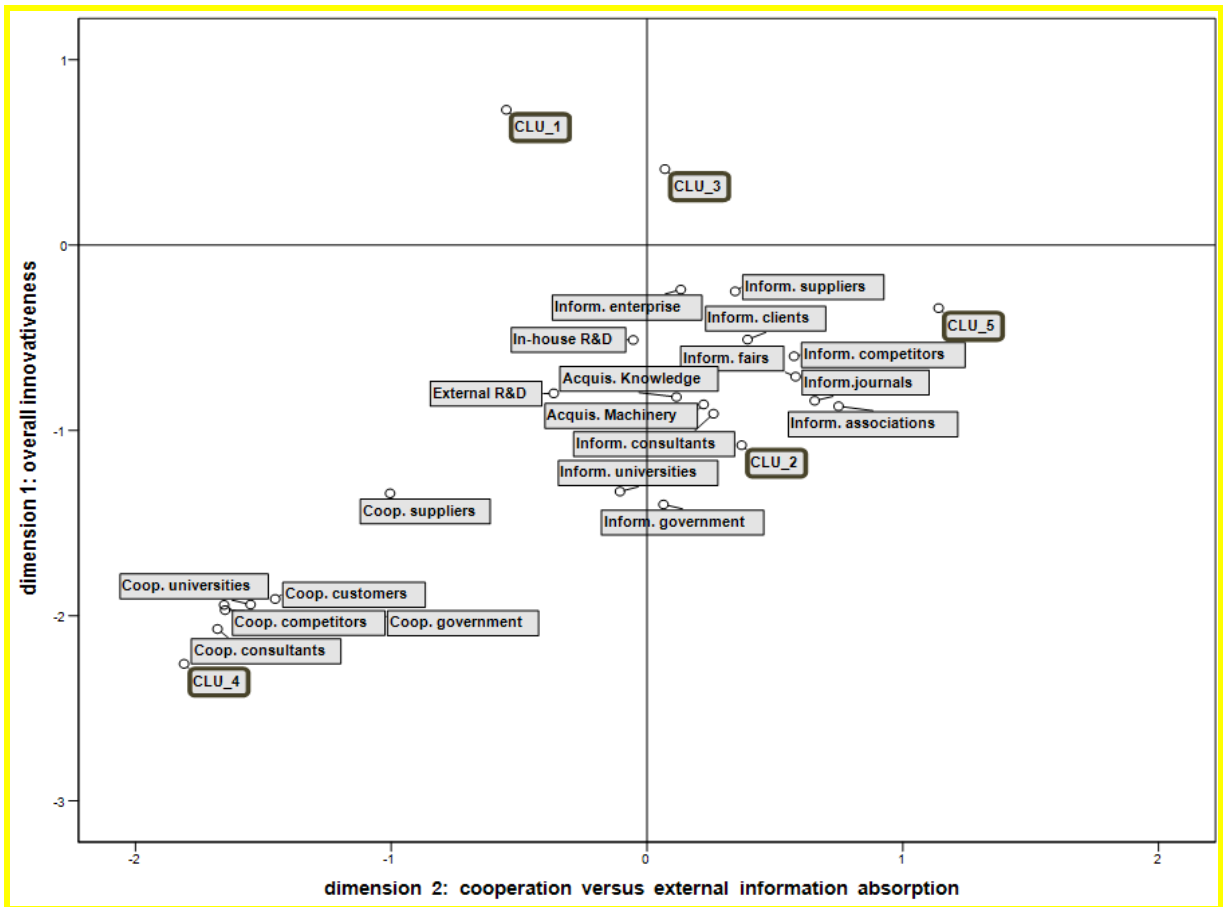 1
CLU_1
CLU_3
0
Inform. suppliers
Inform. enterprise
Inform. clients
CLU_5
In-house R&D
Inform. fairs
Inform. competitors
Acquis. Knowledge
Inform.journals
External R&D
Acquis. Machinery
Inform. associations
-1
Inform. consultants
CLU_2
Inform. universities
Coop. suppliers
Inform. government
Coop. universities
Coop. customers
-2
Coop. competitors
Coop. government
Coop. consultants
CLU_4
-3
dimension 1: overall innovativeness
-2
-1
0
1
2
dimension 2: cooperation versus external information absorption